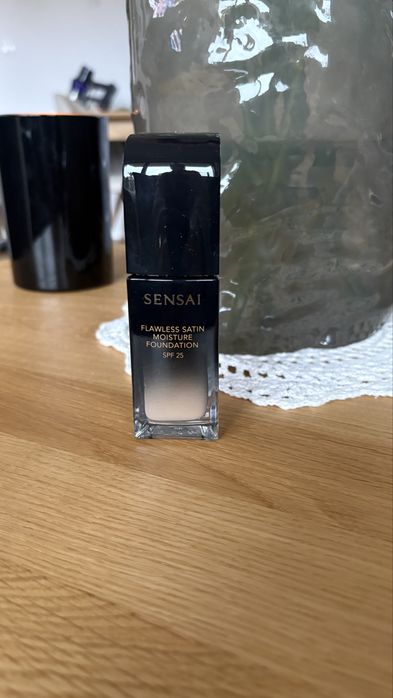 SENSAI
FLAWLESS SATIN
MOISTURE
FOUNDATION
SPF 25